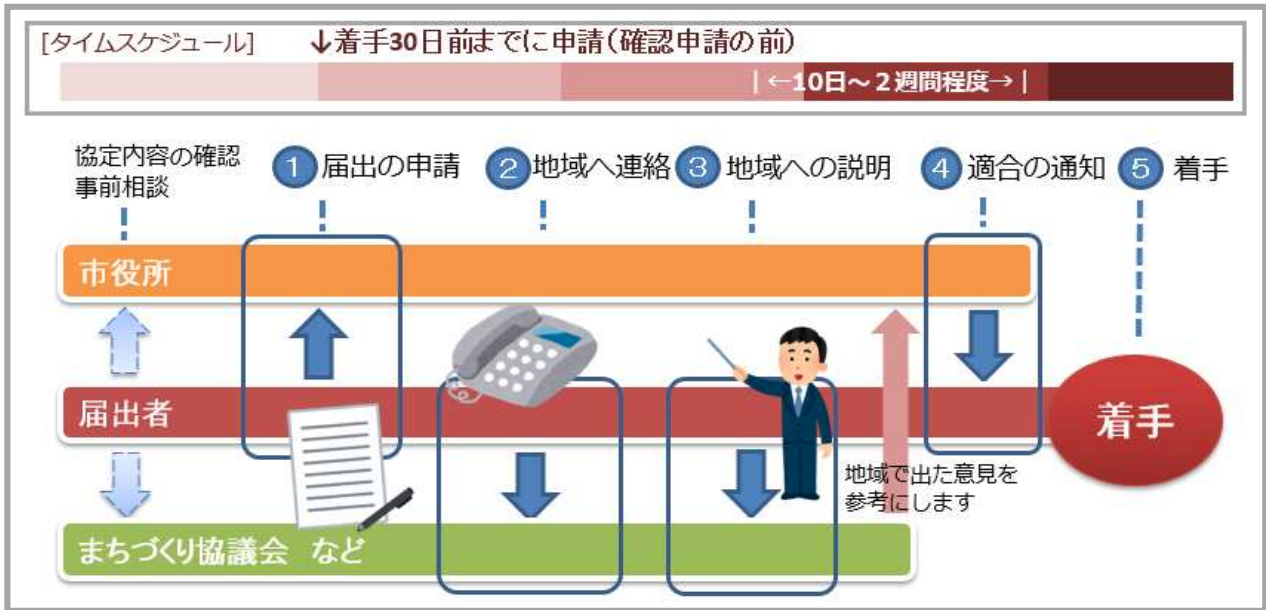 [タイムスケジュール] ↓着手30日前までに申請(確認申請の前)
|←10日～２週間程度→|
協定内容の確認
事前相談
① 届出の申請
② 地域へ連絡
③ 地域への説明
④ 適合の通知
⑤ 着手
市役所
届出者
着手
地域で出た意見を
参考にします
まちづくり協議会 など